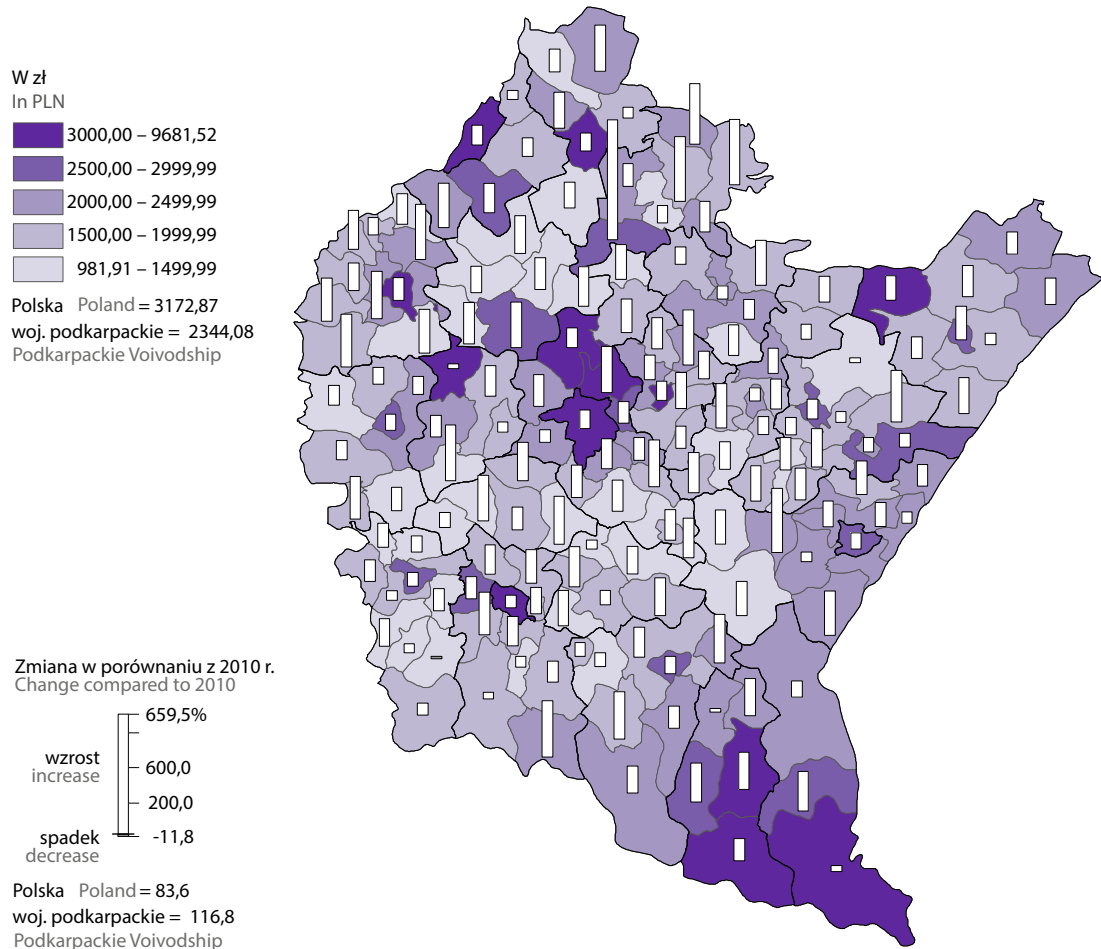 W zł
In PLN
3000,00 – 9681,52
2500,00 – 2999,99
2000,00 – 2499,99
1500,00 – 1999,99
981,91 – 1499,99
Polska Poland = 3172,87
woj. podkarpackie = 2344,08
Podkarpackie Voivodship
Zmiana w porównaniu z 2010 r.
Change compared to 2010
659,5%
wzrost
increase
600,0
200,0
spadek
decrease
-11,8
Polska Poland = 83,6
woj. podkarpackie = 116,8
Podkarpackie Voivodship